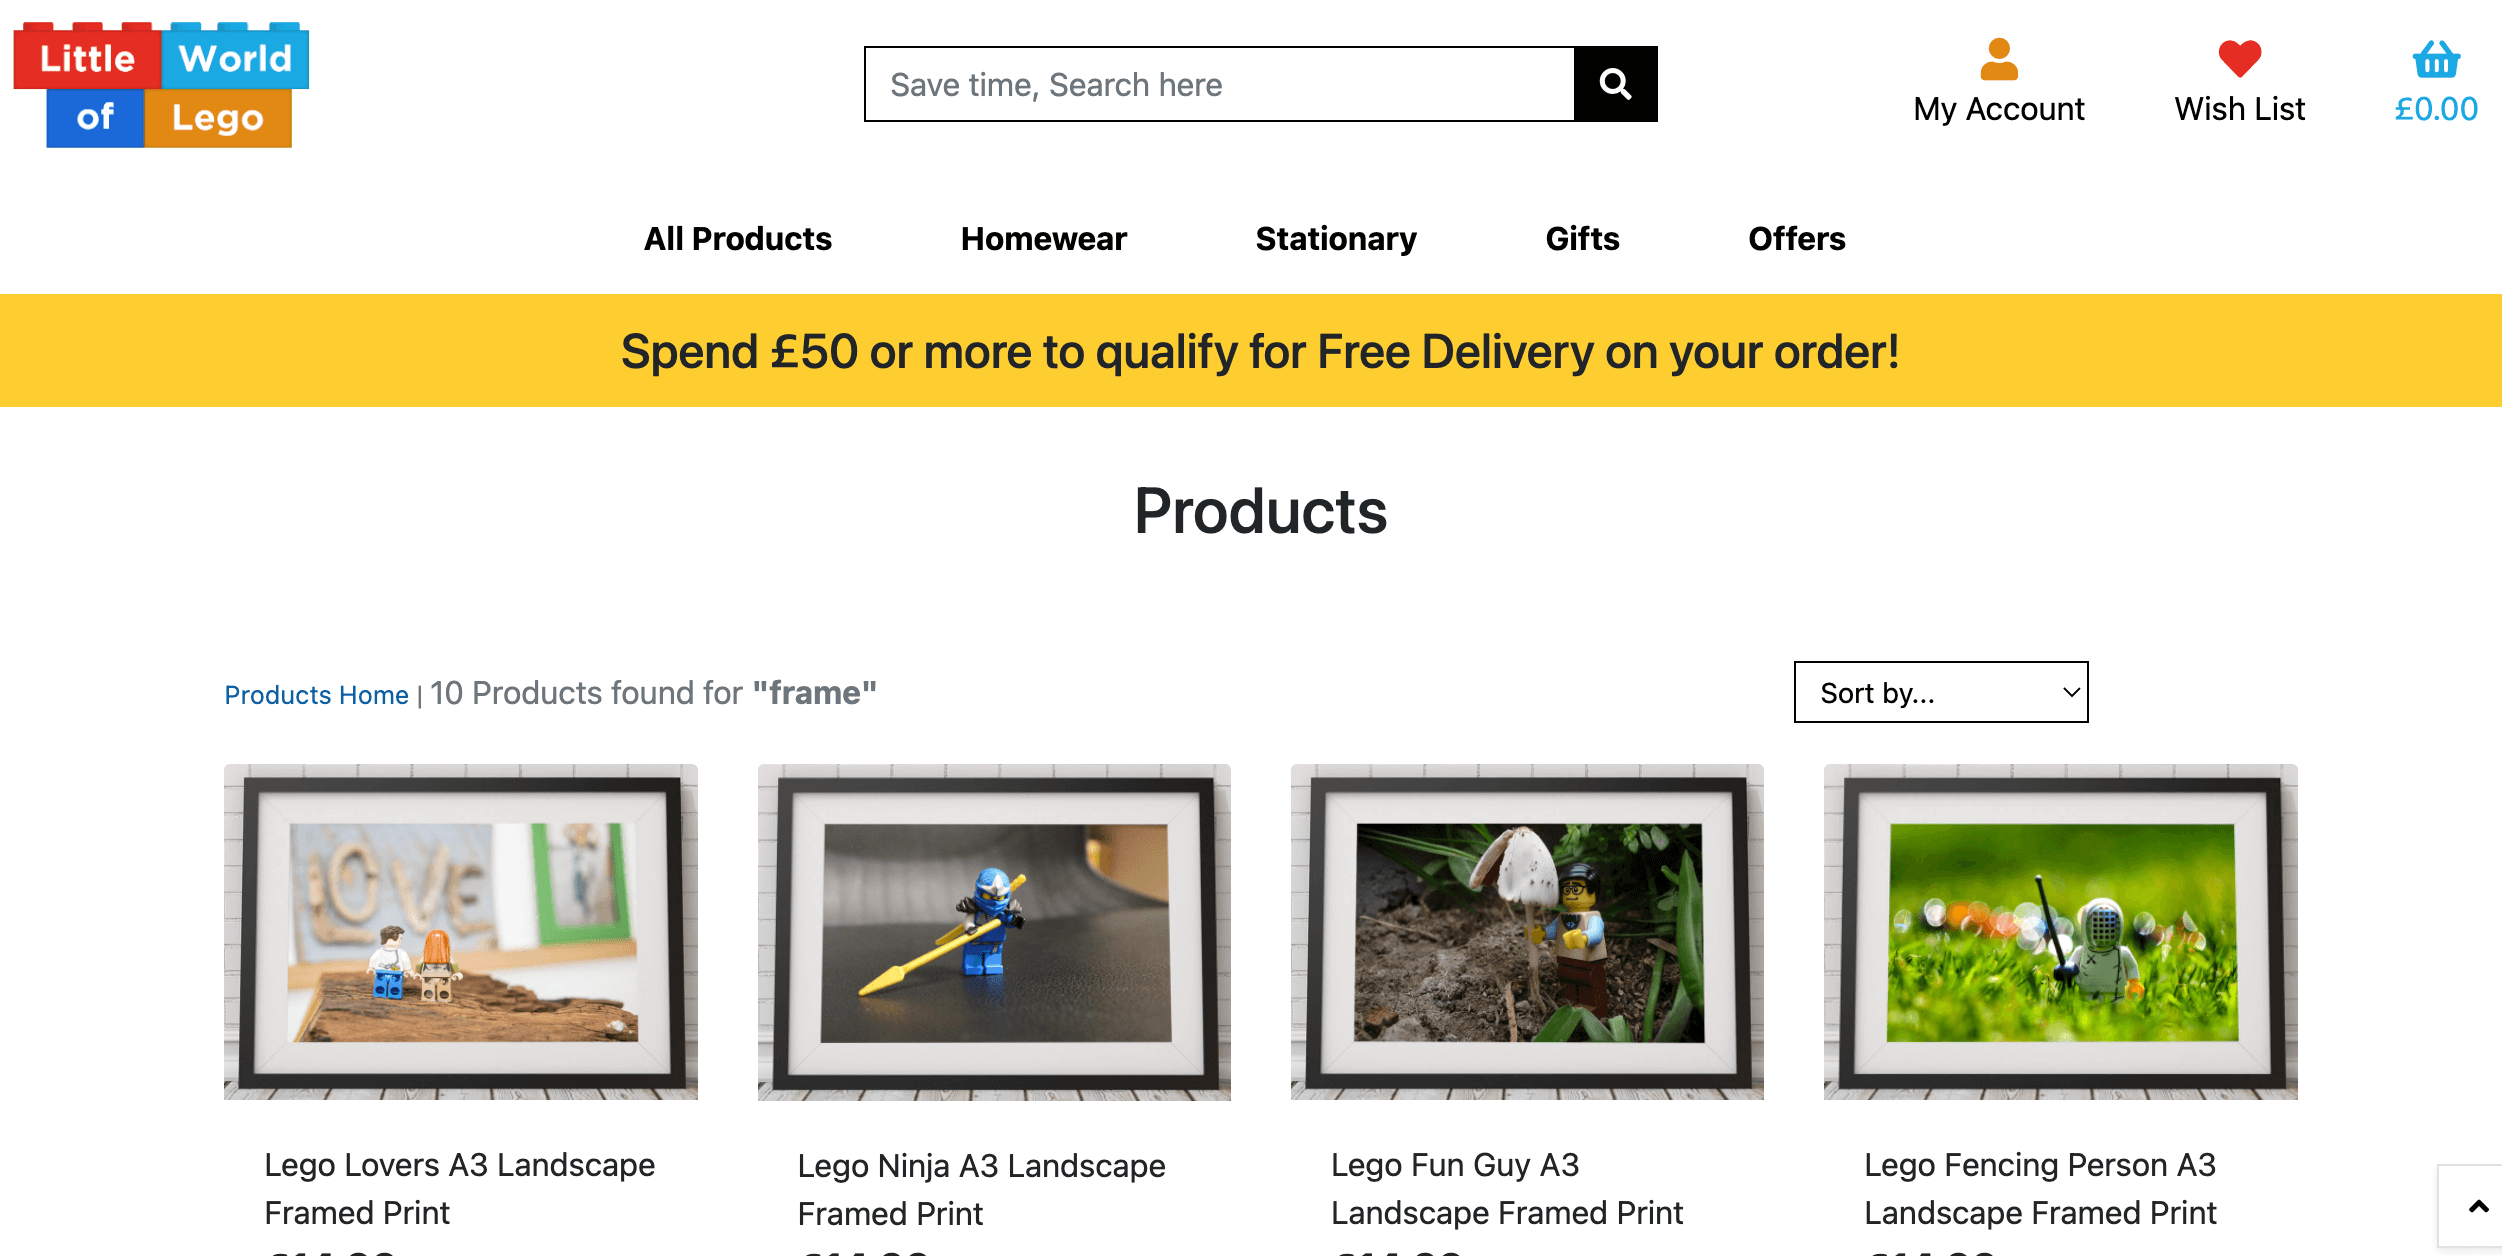 Little World
of Lego
Save time, Search here
My Account
Wish List
£0.00
All Products
Homewear
Stationary
Gifts
Offers
Spend £50 or more to qualify for Free Delivery on your order!
Products
Products Home | 10 Products found for "frame"
Sort by...
LOVE
Lego Lovers A3 Landscape
Framed Print
Lego Ninja A3 Landscape
Framed Print
Lego Fun Guy A3
Landscape Framed Print
Lego Fencing Person A3
Landscape Framed Print